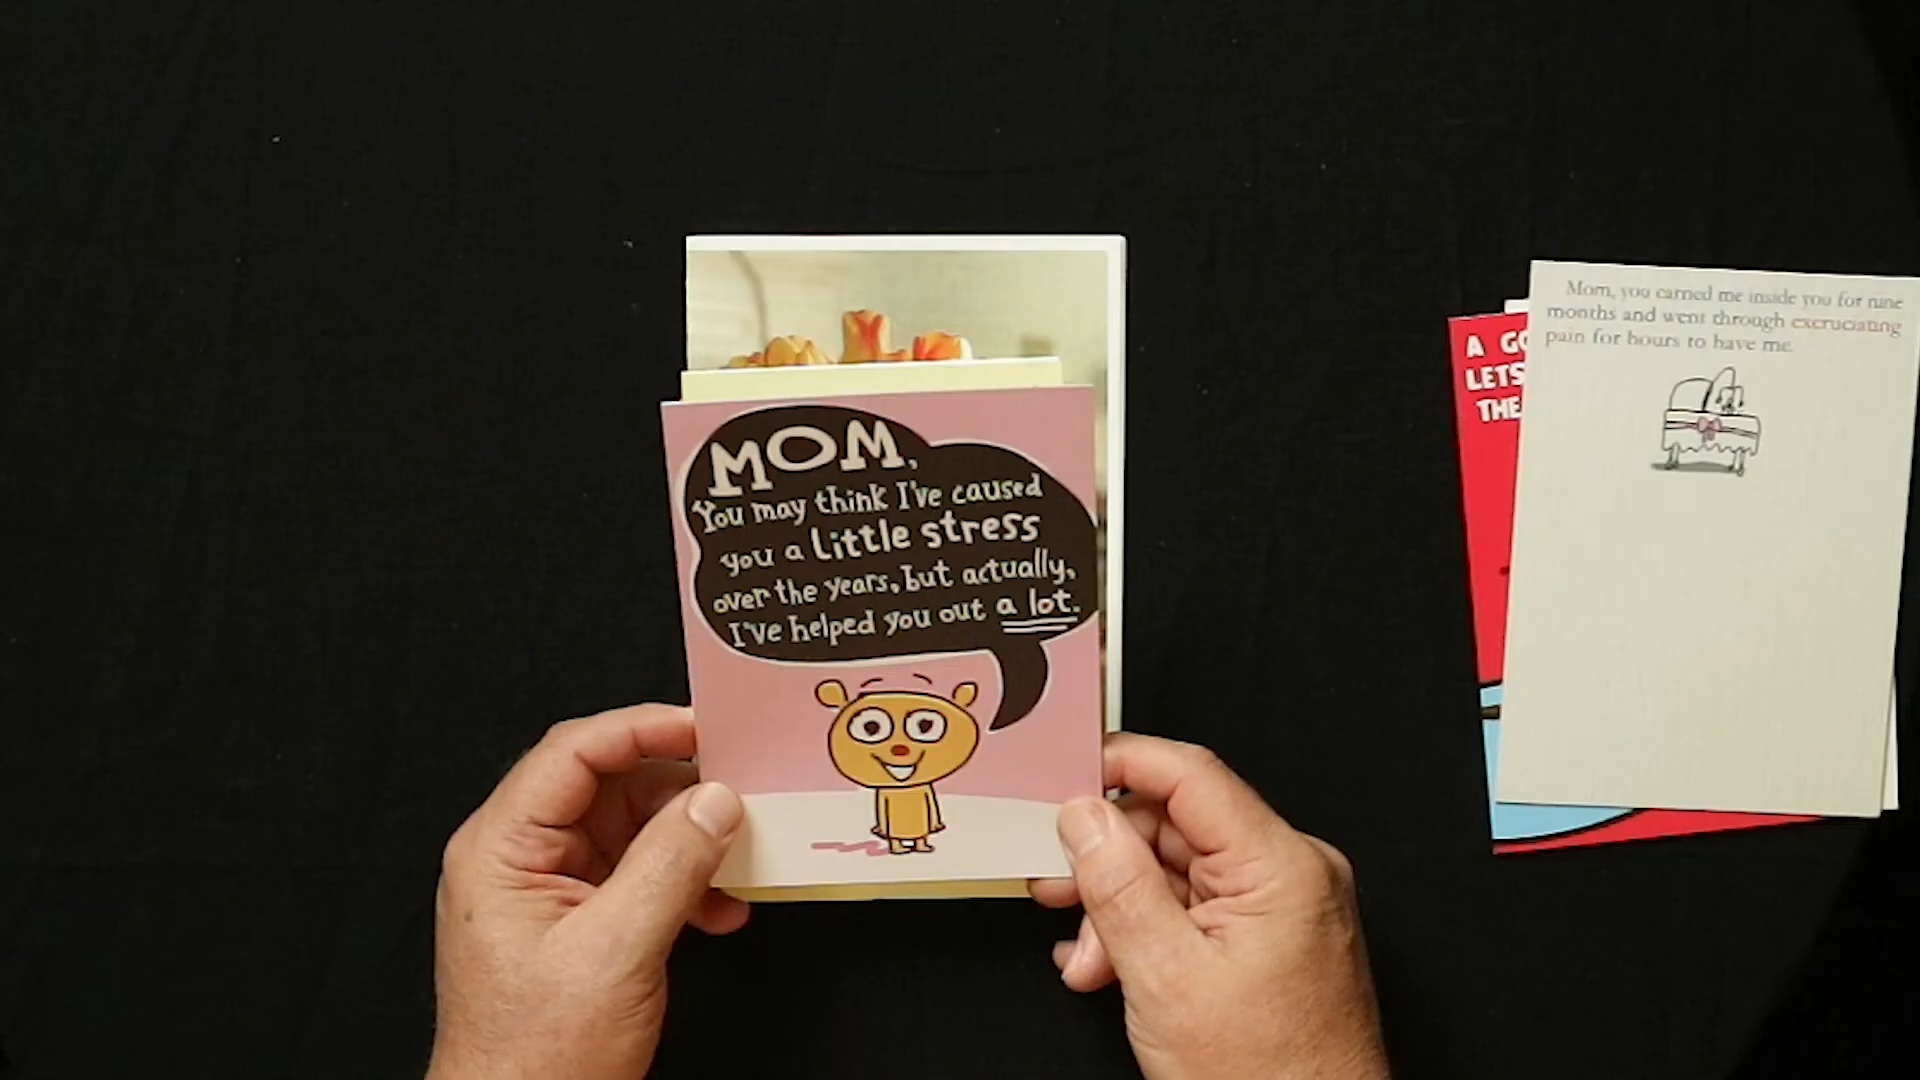 MOM,
You may think I've caused
you a little stress
over the years, but actually,
I've helped you out a lot.
A GO
LETS
THE
Mom, you carried me inside you for nine
months and went through excruciating
pain for hours to have me.